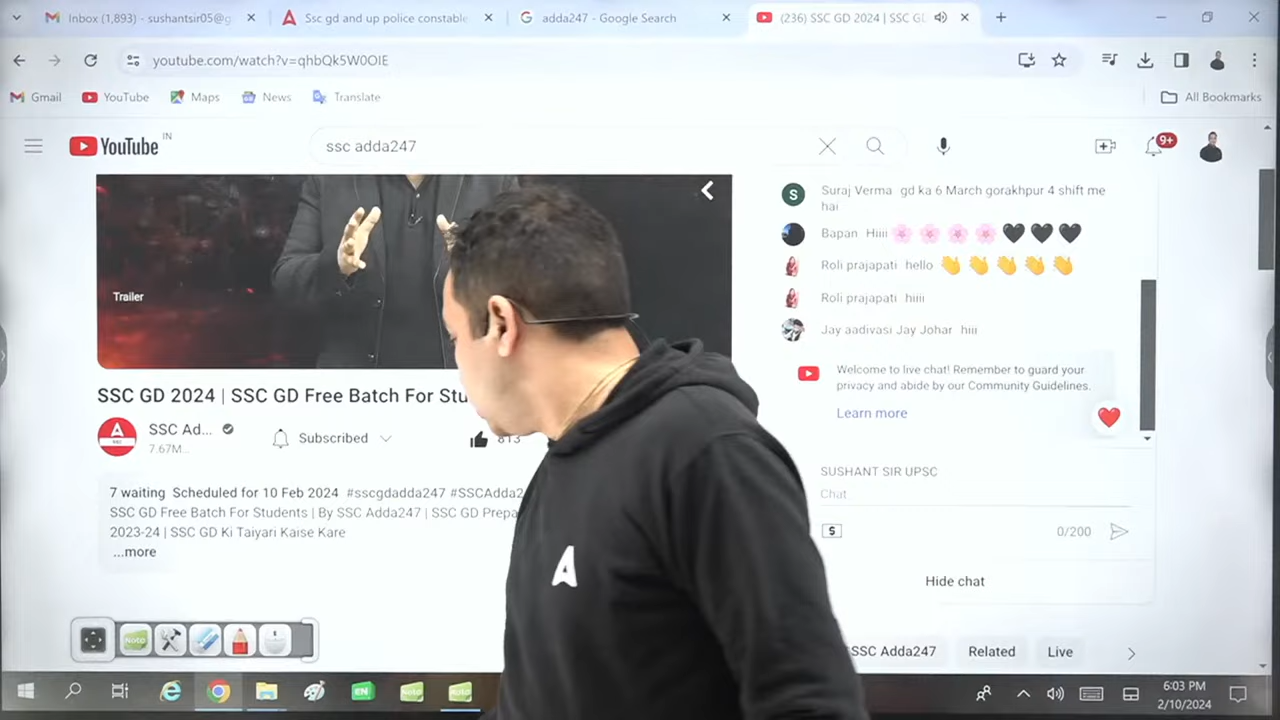 Inbox (1,893) - sushantsir05@g
Ssc gd and up police constable
adda247 - Google Search
(236) SSC GD 2024 | SSC GD
youtube.com/watch?v=qhbQk5W0OIE
Gmail
YouTube
Maps
News
Translate
All Bookmarks
YouTube IN
ssc adda247
9+
Trailer
SSC GD 2024 | SSC GD Free Batch For Stu
SSC Ad...
7.67M...
Subscribed
813
7 waiting Scheduled for 10 Feb 2024 #sscgdadda247 #SSCAdda2
SSC GD Free Batch For Students | By SSC Adda247 | SSC GD Prepa
2023-24 | SSC GD Ki Taiyari Kaise Kare
...more
S
Suraj Verma gd ka 6 March gorakhpur 4 shift me
hai
Bapan Hiii 🌸 🌸 🌸 🌸 🖤 🖤 🖤
Roli prajapati hello 👏 👏 👏 👏 👏
Roli prajapati hiiii
Jay aadivasi Jay Johar hiii
Welcome to live chat! Remember to guard your
privacy and abide by our Community Guidelines.
Learn more
SUSHANT SIR UPSC
Chat...
0/200
Hide chat
SSC Adda247
Related
Live
A
Note
EN
Note
Note
6:03 PM
2/10/2024